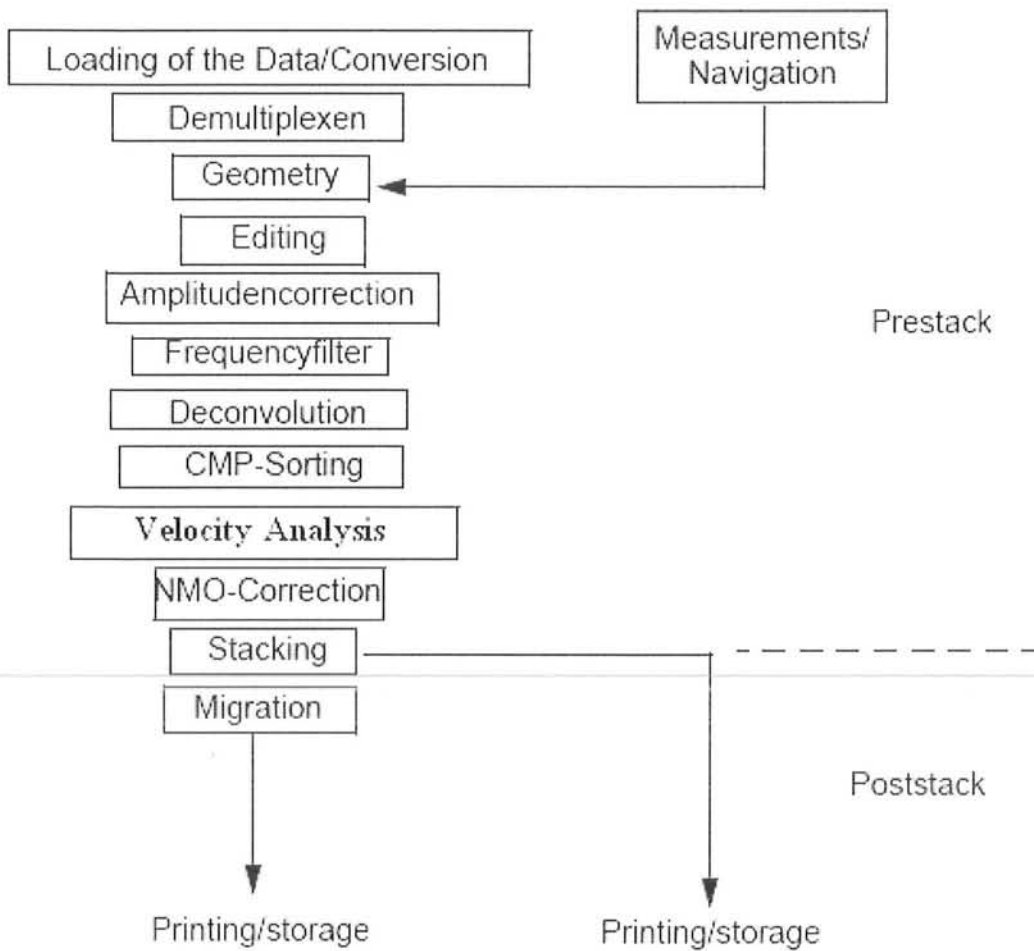 Loading of the Data/Conversion
Measurements/
Navigation
Demultiplexen
Geometry
Editing
Amplitudencorrection
Prestack
Frequencyfilter
Deconvolution
CMP-Sorting
Velocity Analysis
NMO-Correction
Stacking
Migration
Poststack
Printing/storage
Printing/storage